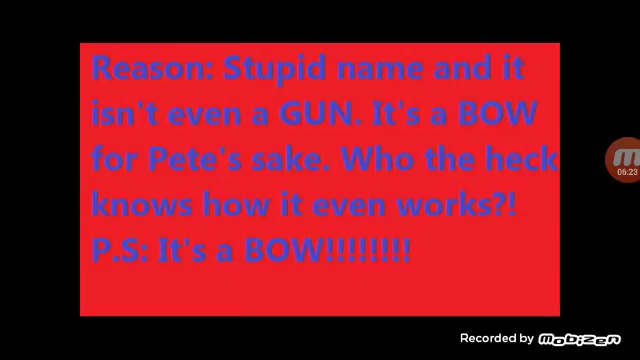 Reason: Stupid name and it
isn't even a GUN. It's a BOW
for Pete's sake. Who the heck
knows how it even works?!
P.S: It's a BOW!!!!!!!!
06:23
Recorded by MOBIZEN